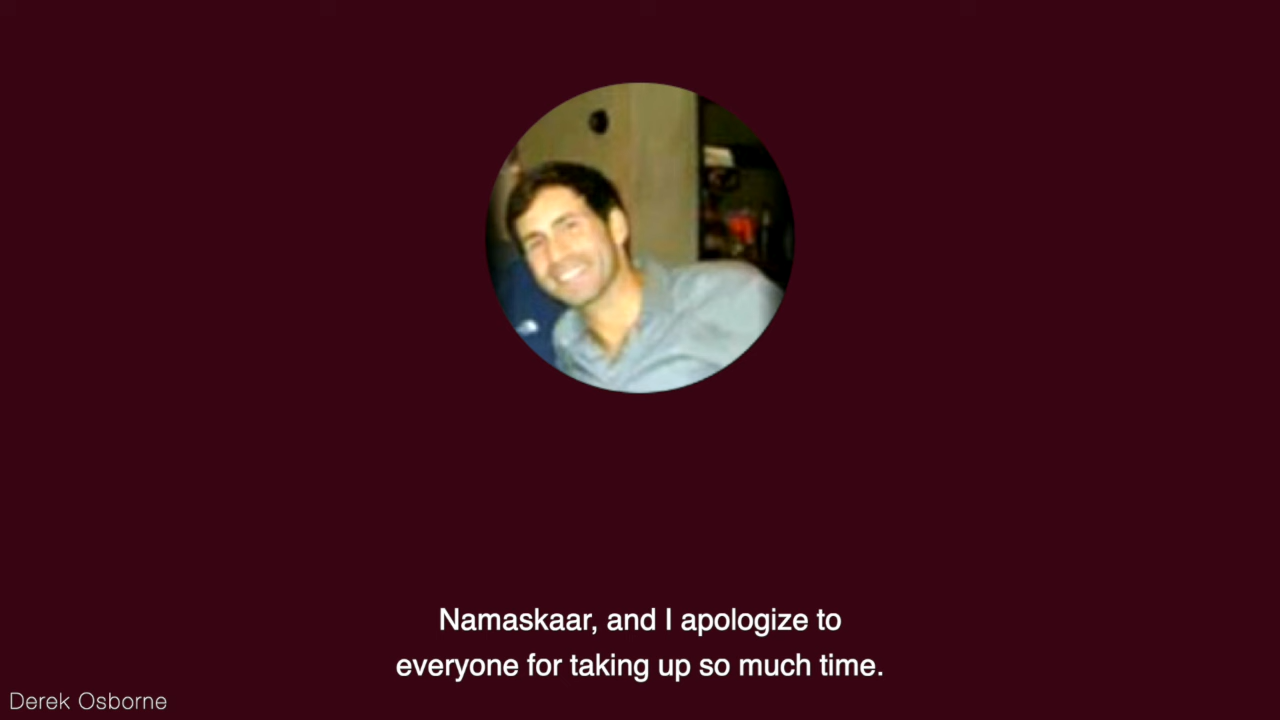 Namaskaar, and I apologize to
everyone for taking up so much time.
Derek Osborne